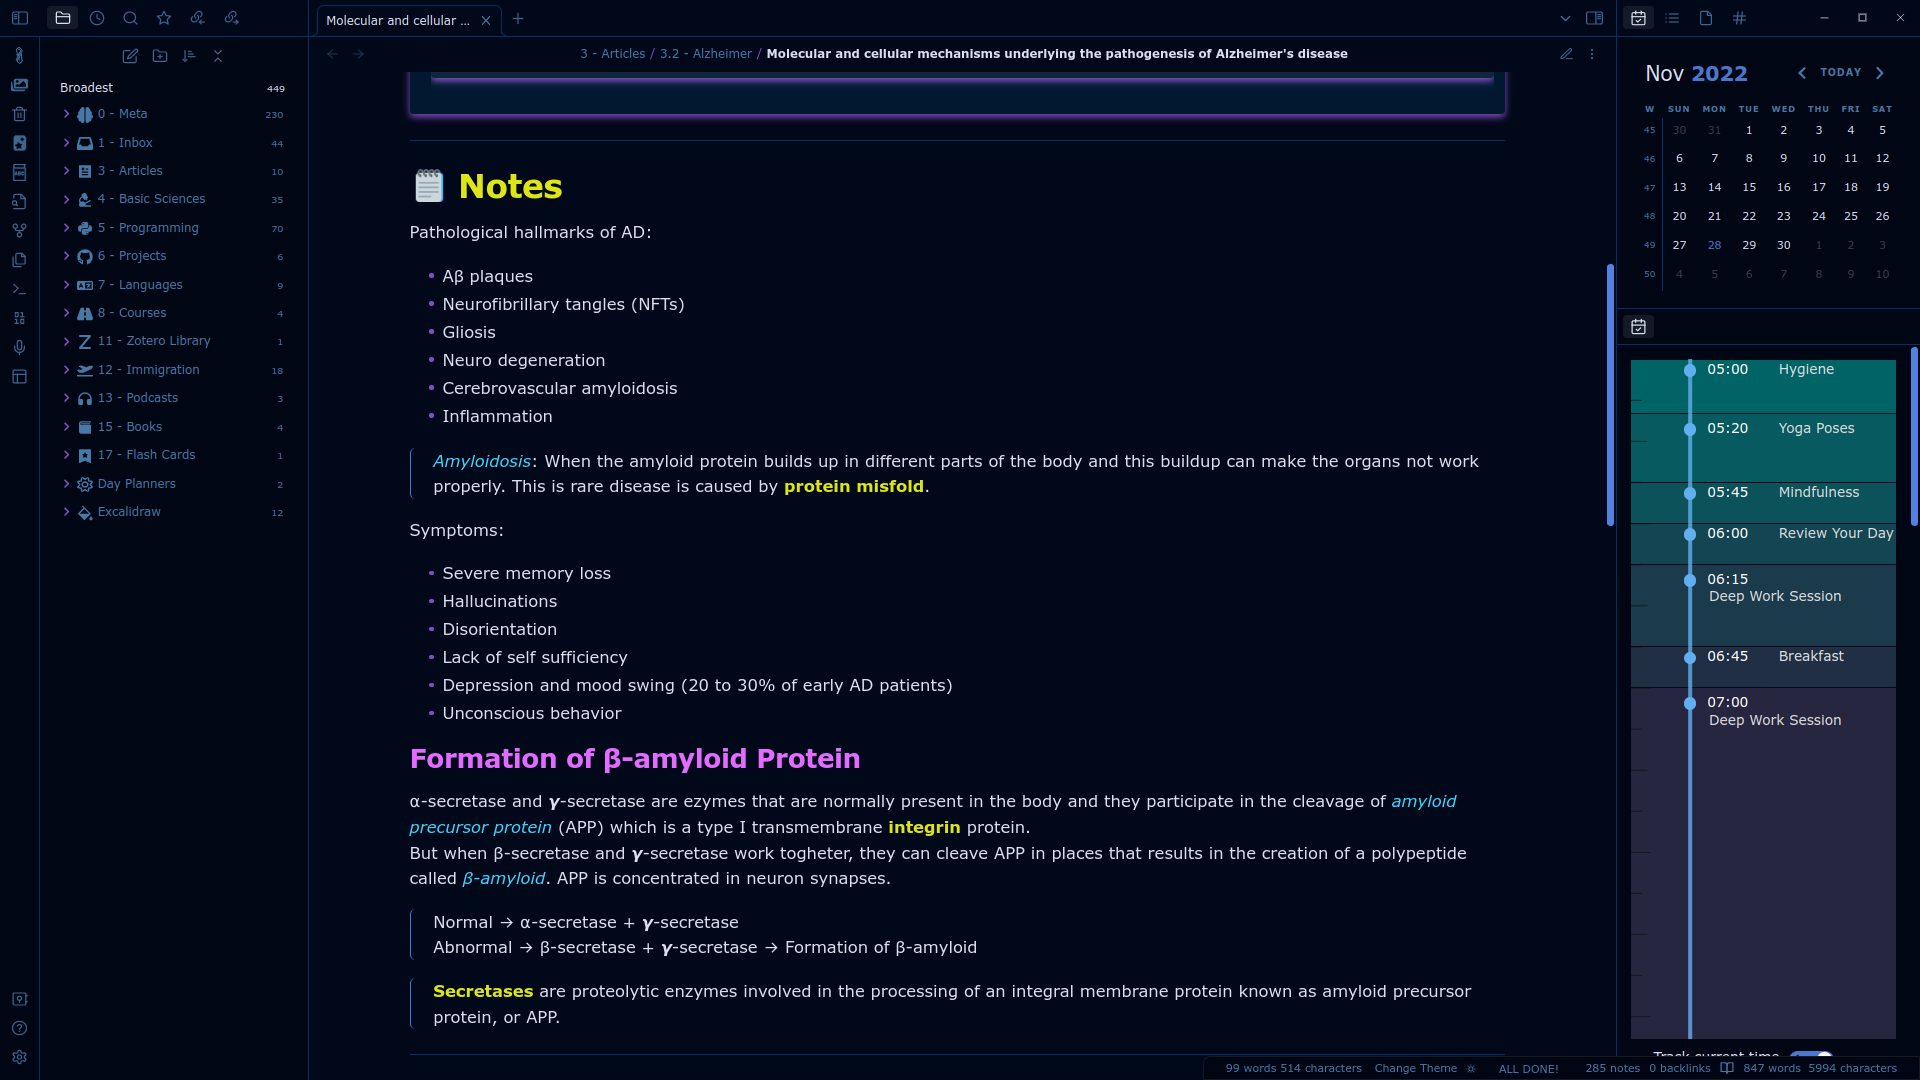 Molecular and cellular ...
3 - Articles / 3.2 - Alzheimer / Molecular and cellular mechanisms underlying the pathogenesis of Alzheimer's disease
Broadest 449
0 - Meta 230
1 - Inbox 44
3 - Articles 10
4 - Basic Sciences 35
5 - Programming 70
6 - Projects 6
7 - Languages 9
8 - Courses 4
11 - Zotero Library 1
12 - Immigration 18
13 - Podcasts 3
15 - Books 4
17 - Flash Cards 1
Day Planners 2
Excalidraw 12
Notes
Pathological hallmarks of AD:
• Aβ plaques
• Neurofibrillary tangles (NFTs)
• Gliosis
• Neuro degeneration
• Cerebrovascular amyloidosis
• Inflammation
Amyloidosis: When the amyloid protein builds up in different parts of the body and this buildup can make the organs not work
properly. This is rare disease is caused by protein misfold.
Symptoms:
• Severe memory loss
• Hallucinations
• Disorientation
• Lack of self sufficiency
• Depression and mood swing (20 to 30% of early AD patients)
• Unconscious behavior
Formation of β-amyloid Protein
α-secretase and γ-secretase are ezymes that are normally present in the body and they participate in the cleavage of amyloid
precursor protein (APP) which is a type I transmembrane integrin protein.
But when β-secretase and γ-secretase work togheter, they can cleave APP in places that results in the creation of a polypeptide
called β-amyloid. APP is concentrated in neuron synapses.
Normal → α-secretase + γ-secretase
Abnormal → β-secretase + γ-secretase → Formation of β-amyloid
Secretases are proteolytic enzymes involved in the processing of an integral membrane protein known as amyloid precursor
protein, or APP.
Nov 2022 TODAY
W SUN MON TUE WED THU FRI SAT
45 30 31 1 2 3 4 5
46 6 7 8 9 10 11 12
47 13 14 15 16 17 18 19
48 20 21 22 23 24 25 26
49 27 28 29 30 1 2 3
50 4 5 6 7 8 9 10
05:00 Hygiene
05:20 Yoga Poses
05:45 Mindfulness
06:00 Review Your Day
06:15
Deep Work Session
06:45 Breakfast
07:00
Deep Work Session
Track current time
99 words 514 characters Change Theme ALL DONE! 285 notes 0 backlinks 847 words 5994 characters